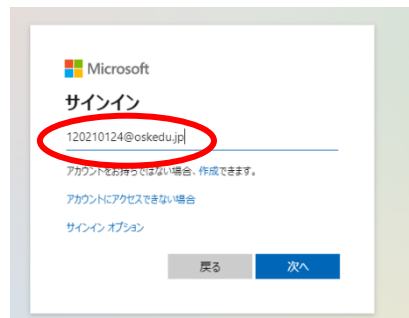 Microsoft
サインイン
120210124@oskedu.jp
アカウントをお持ちではない場合、作成できます。
アカウントにアクセスできない場合
サインイン オプション
戻る
次へ